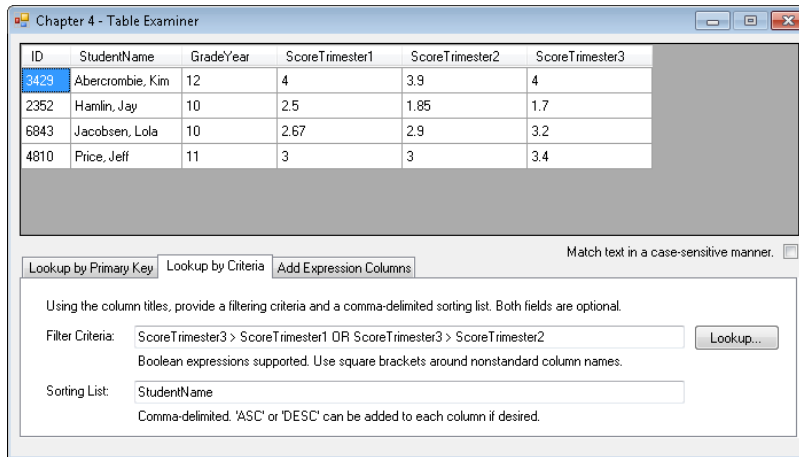 Chapter 4 - Table Examiner
ID StudentName GradeYear ScoreTrimester1 ScoreTrimester2 ScoreTrimester3
3429 Abercrombie, Kim 12 4 3.9 4
2352 Hamlin, Jay 10 2.5 1.85 1.7
6843 Jacobsen, Lola 10 2.67 2.9 3.2
4810 Price, Jeff 11 3 3 3.4
Match text in a case-sensitive manner.
Lookup by Primary Key Lookup by Criteria Add Expression Columns
Using the column titles, provide a filtering criteria and a comma-delimited sorting list. Both fields are optional.
Filter Criteria: ScoreTrimester3 > ScoreTrimester1 OR ScoreTrimester3 > ScoreTrimester2 Lookup...
Boolean expressions supported. Use square brackets around nonstandard column names.
Sorting List: StudentName
Comma-delimited. 'ASC' or 'DESC' can be added to each column if desired.